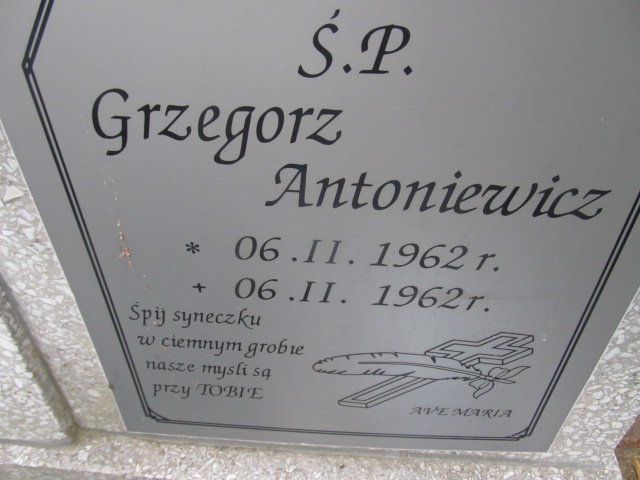 Ś.P.
Grzegorz
Antoniewicz
* 06.II. 1962 r.
+ 06.II. 1962 r.
Śpij syneczku
w ciemnym grobie
nasze mysli są
przy TOBIE
AVE MARIA